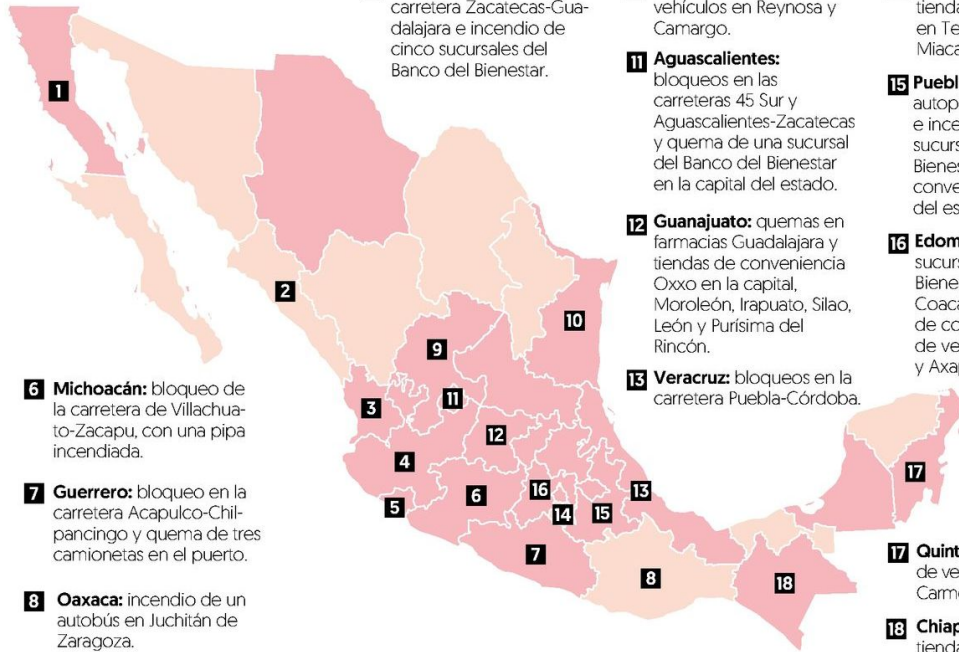 carretera Zacatecas-Gua-
dalajara e incendio de
cinco sucursales del
Banco del Bienestar.
vehículos en Reynosa y
Camargo.
11 Aguascalientes:
bloqueos en las
carreteras 45 Sur y
Aguascalientes-Zacatecas
y quema de una sucursal
del Banco del Bienestar
en la capital del estado.
12 Guanajuato: quemas en
farmacias Guadalajara y
tiendas de conveniencia
Oxxo en la capital,
Moroleón, Irapuato, Silao,
León y Purísima del
Rincón.
13 Veracruz: bloqueos en la
carretera Puebla-Córdoba.
tienda
en Te
Miaca
15 Puebl
autop
e ince
sucurs
Bienes
conve
del es
16 Edom
sucurs
Biene
Coaca
de co
de ve
y Axap
17 Quint
de ve
Carme
18 Chiap
tienda
6 Michoacán: bloqueo de
la carretera de Villachua-
to-Zacapu, con una pipa
incendiada.
7 Guerrero: bloqueo en la
carretera Acapulco-Chil-
pancingo y quema de tres
camionetas en el puerto.
8 Oaxaca: incendio de un
autobús en Juchitán de
Zaragoza.
1
2
10
9
3
11
12
4
17
6
16
13
5
14
15
7
8
18